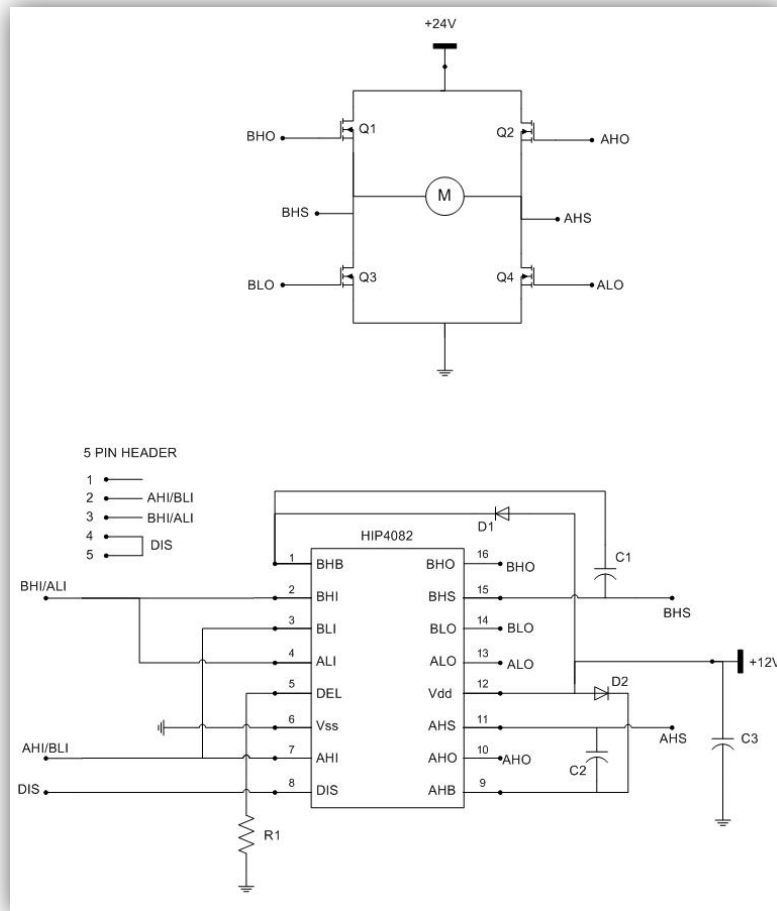 +24V
BHO
Q1
Q2
AHO
M
BHS
AHS
BLO
Q3
Q4
ALO
5 PIN HEADER
1
2 AHI/BLI
3 BHI/ALI
4
5
DIS
HIP4082
D1
C1
1 BHB BHO 16 BHO
BHI/ALI
2 BHI BHS 15
BHS
3 BLI BLO 14 BLO
4 ALI ALO 13 ALO
+12V
5 DEL Vdd 12
D2
6 Vss AHS 11
AHS
C3
AHI/BLI
7 AHI AHO 10 AHO
C2
DIS
8 DIS AHB 9
R1